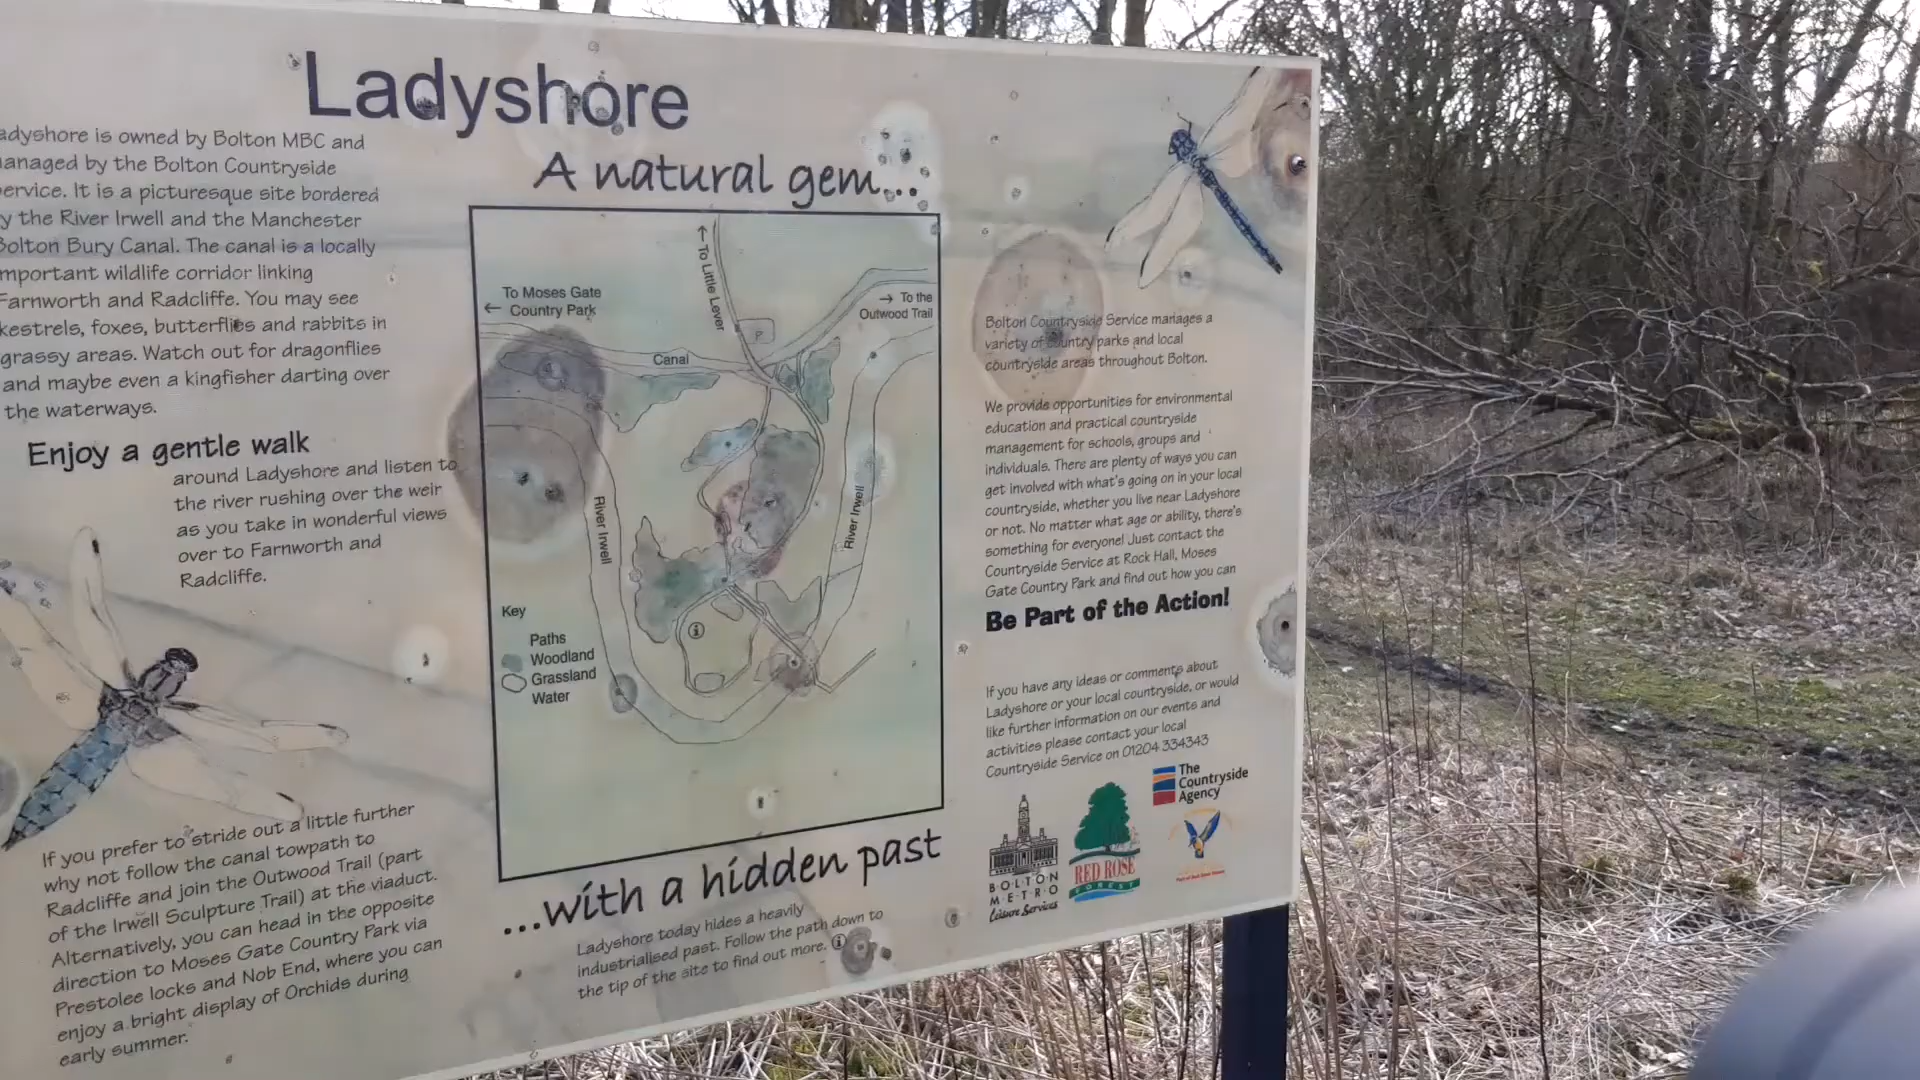 Ladyshore
A natural gem...
adyshore is owned by Bolton MBC and
anaged by the Bolton Countryside
ervice. It is a picturesque site bordered
y the River Irwell and the Manchester
Bolton Bury Canal. The canal is a locally
mportant wildlife corridor linking
Farnworth and Radcliffe. You may see
kestrels, foxes, butterflies and rabbits in
grassy areas. Watch out for dragonflies
and maybe even a kingfisher darting over
the waterways.
Enjoy a gentle walk
around Ladyshore and listen to
the river rushing over the weir
as you take in wonderful views
over to Farnworth and
Radcliffe.
If you prefer to stride out a little further
why not follow the canal towpath to
Radcliffe and join the Outwood Trail (part
of the Irwell Sculpture Trail) at the viaduct.
Alternatively, you can head in the opposite
direction to Moses Gate Country Park via
Prestolee locks and Nob End, where you can
enjoy a bright display of Orchids during
early summer.
↑ To Little Lever
To Moses Gate
← Country Park
→ To the
Outwood Trail
P
Canal
River Irwell
River Irwell
i
Key
Paths
Woodland
Grassland
Water
...with a hidden past
Ladyshore today hides a heavily
industrialised past. Follow the path down to
the tip of the site to find out more. i
Bolton Countryside Service manages a
variety of country parks and local
countryside areas throughout Bolton.
We provide opportunities for environmental
education and practical countryside
management for schools, groups and
individuals. There are plenty of ways you can
get involved with what's going on in your local
countryside, whether you live near Ladyshore
or not. No matter what age or ability, there's
something for everyone! Just contact the
Countryside Service at Rock Hall, Moses
Gate Country Park and find out how you can
Be Part of the Action!
If you have any ideas or comments about
Ladyshore or your local countryside, or would
like further information on our events and
activities please contact your local
Countryside Service on 01204 334343
BOLTON
METRO
Leisure Services
RED ROSE
FOREST
The
Countryside
Agency